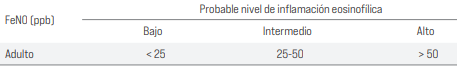 FeNO (ppb) Probable nivel de inflamación eosinofílica
Bajo Intermedio Alto
Adulto < 25 25-50 > 50